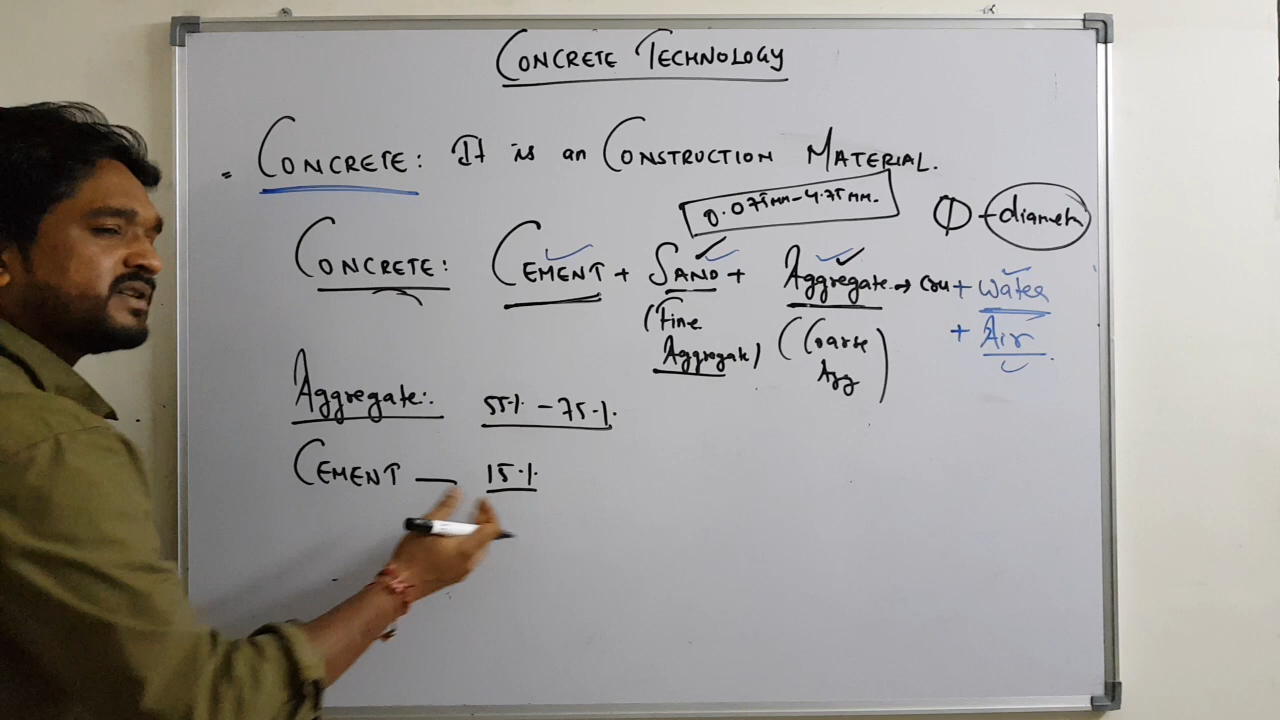 CONCRETE TECHNOLOGY
= CONCRETE: It is an CONSTRUCTION MATERIAL.
0.075MM-4.75MM.
Φ-diameter
CONCRETE: CEMENT + SAND + Aggregate → + water
(Fine Aggregate) (Coarse Agg) + Air
Aggregate:. 55% - 75%.
CEMENT — 15%